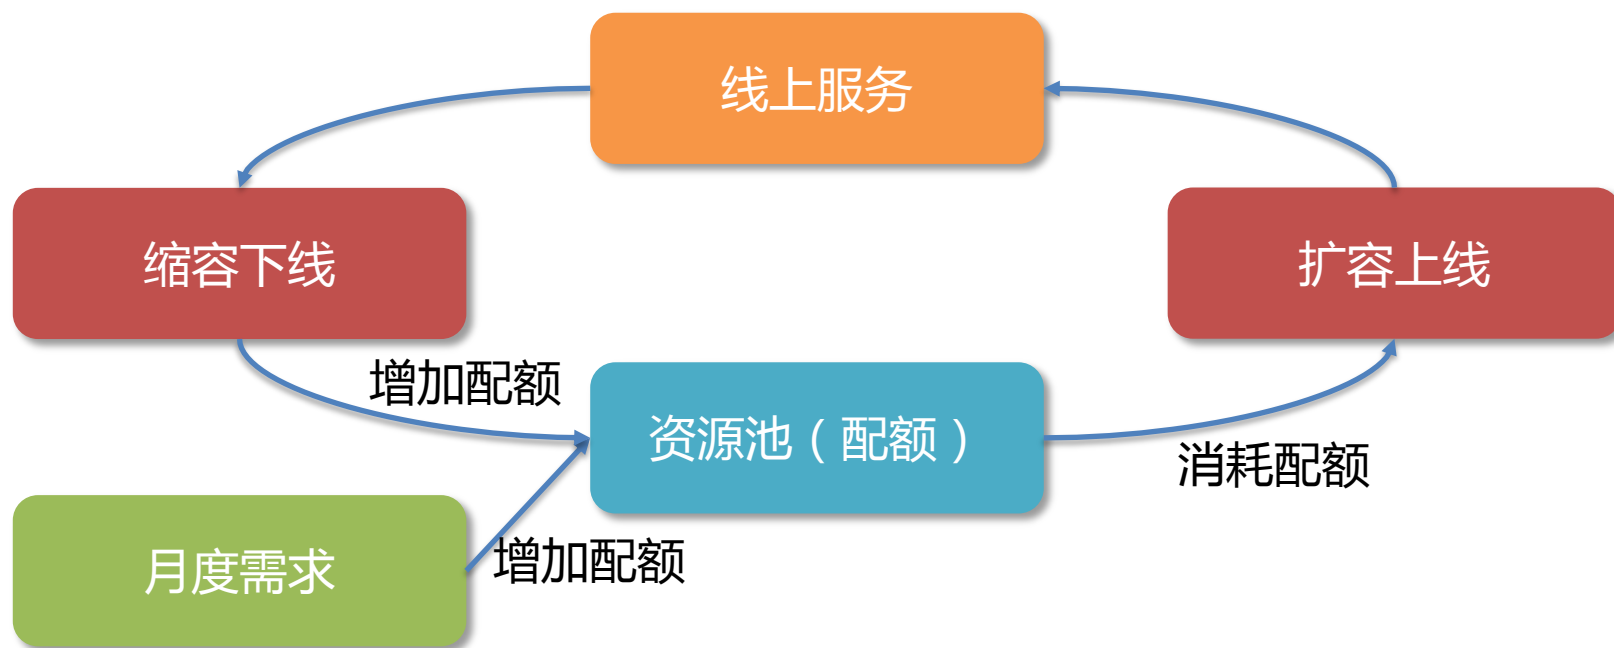 线上服务
缩容下线
扩容上线
增加配额
资源池（配额）
消耗配额
月度需求
增加配额